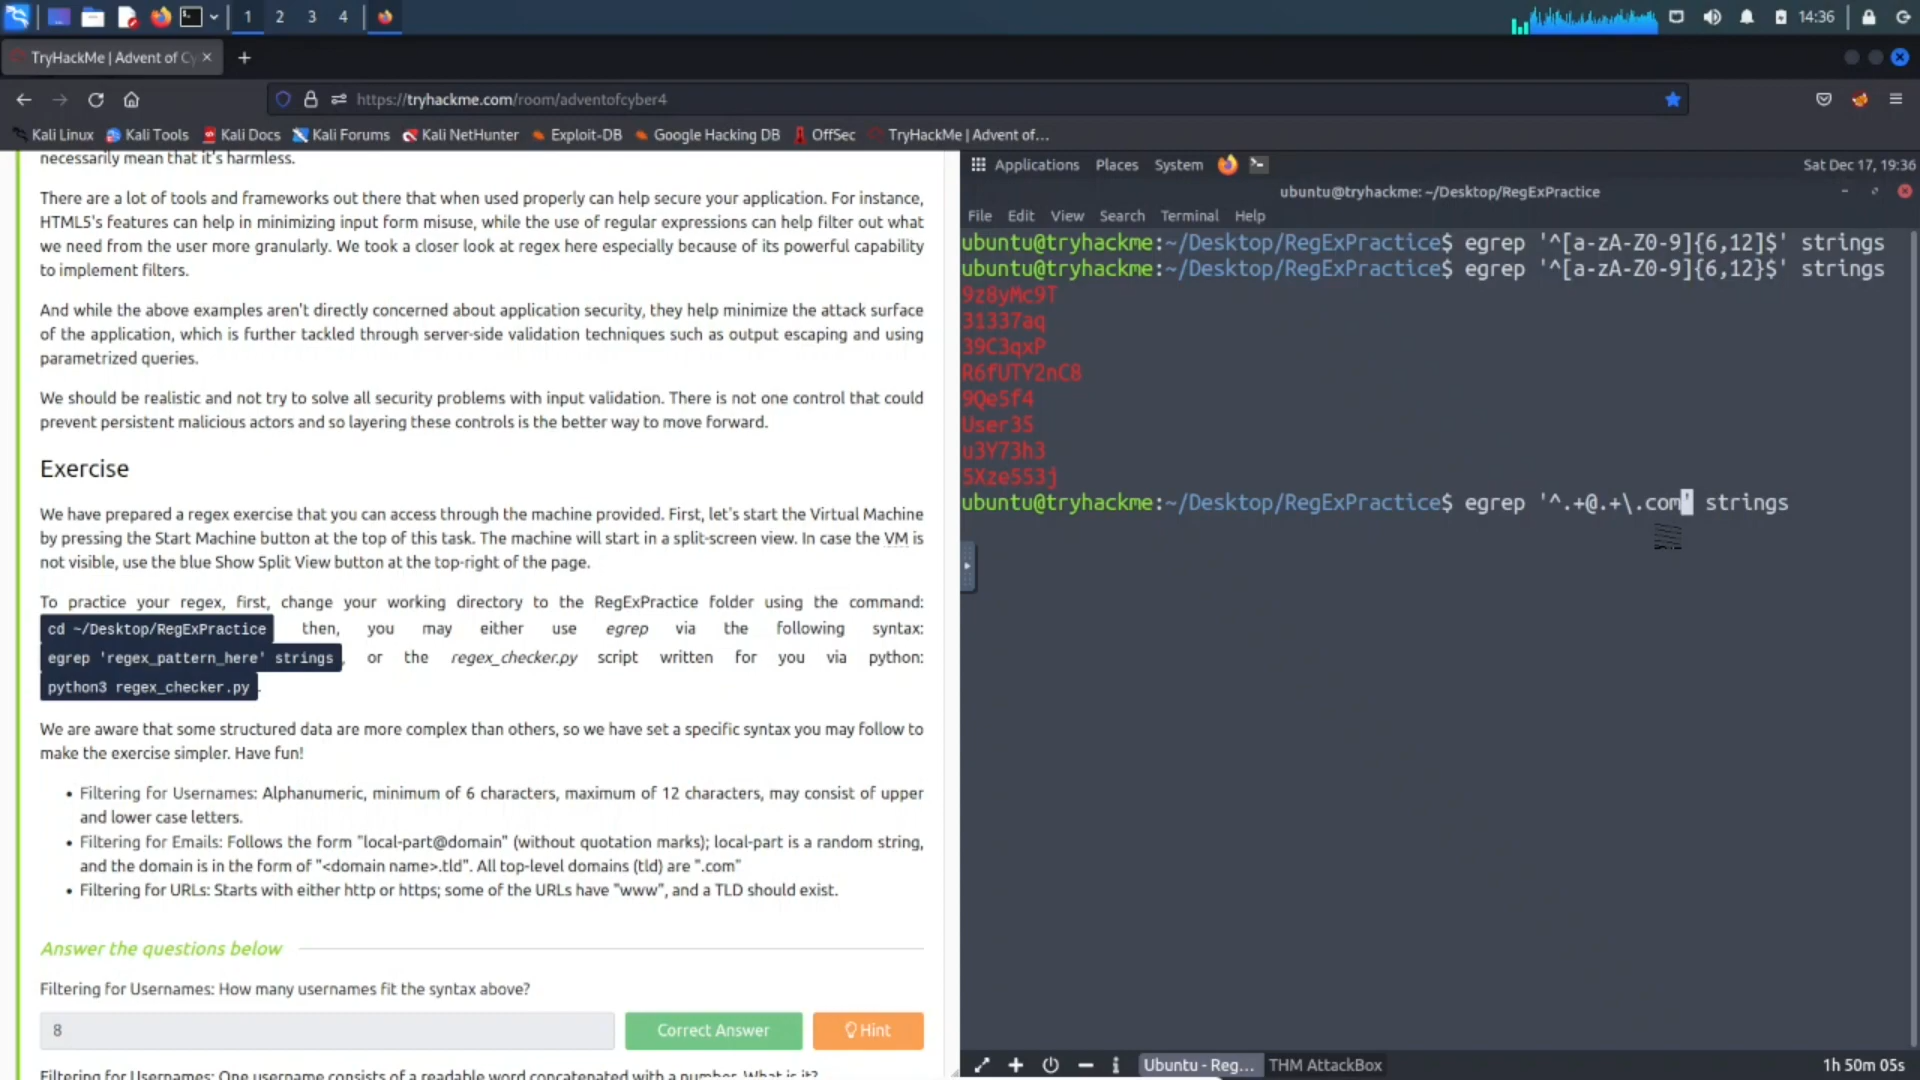 1 2 3 4 14:36
TryHackMe | Advent of Cy
https://tryhackme.com/room/adventofcyber4
Kali Linux Kali Tools Kali Docs Kali Forums Kali NetHunter Exploit-DB Google Hacking DB OffSec TryHackMe | Advent of…
necessarily mean that it's harmless.
There are a lot of tools and frameworks out there that when used properly can help secure your application. For instance,
HTML5's features can help in minimizing input form misuse, while the use of regular expressions can help filter out what
we need from the user more granularly. We took a closer look at regex here especially because of its powerful capability
to implement filters.
And while the above examples aren't directly concerned about application security, they help minimize the attack surface
of the application, which is further tackled through server-side validation techniques such as output escaping and using
parametrized queries.
We should be realistic and not try to solve all security problems with input validation. There is not one control that could
prevent persistent malicious actors and so layering these controls is the better way to move forward.
Exercise
We have prepared a regex exercise that you can access through the machine provided. First, let's start the Virtual Machine
by pressing the Start Machine button at the top of this task. The machine will start in a split-screen view. In case the VM is
not visible, use the blue Show Split View button at the top-right of the page.
To practice your regex, first, change your working directory to the RegExPractice folder using the command:
cd ~/Desktop/RegExPractice then, you may either use egrep via the following syntax:
egrep 'regex_pattern_here' strings , or the regex_checker.py script written for you via python:
python3 regex_checker.py .
We are aware that some structured data are more complex than others, so we have set a specific syntax you may follow to
make the exercise simpler. Have fun!
• Filtering for Usernames: Alphanumeric, minimum of 6 characters, maximum of 12 characters, may consist of upper
and lower case letters.
• Filtering for Emails: Follows the form "local-part@domain" (without quotation marks); local-part is a random string,
and the domain is in the form of "<domain name>.tld". All top-level domains (tld) are ".com"
• Filtering for URLs: Starts with either http or https; some of the URLs have "www", and a TLD should exist.
Answer the questions below
Filtering for Usernames: How many usernames fit the syntax above?
8 Correct Answer Hint
Filtering for Usernames: One username consists of a readable word concatenated with a number. What is it?
Applications Places System Sat Dec 17, 19:36
ubuntu@tryhackme: ~/Desktop/RegExPractice
File Edit View Search Terminal Help
ubuntu@tryhackme:~/Desktop/RegExPractice$ egrep '^[a-zA-Z0-9]{6,12]$' strings
ubuntu@tryhackme:~/Desktop/RegExPractice$ egrep '^[a-zA-Z0-9]{6,12}$' strings
9z8yMc9T
31337aq
39C3qxP
R6fUTY2nC8
9Qe5f4
User35
u3Y73h3
5Xze553j
ubuntu@tryhackme:~/Desktop/RegExPractice$ egrep '^.+@.+\.com' strings
Ubuntu - Reg... THM AttackBox 1h 50m 05s